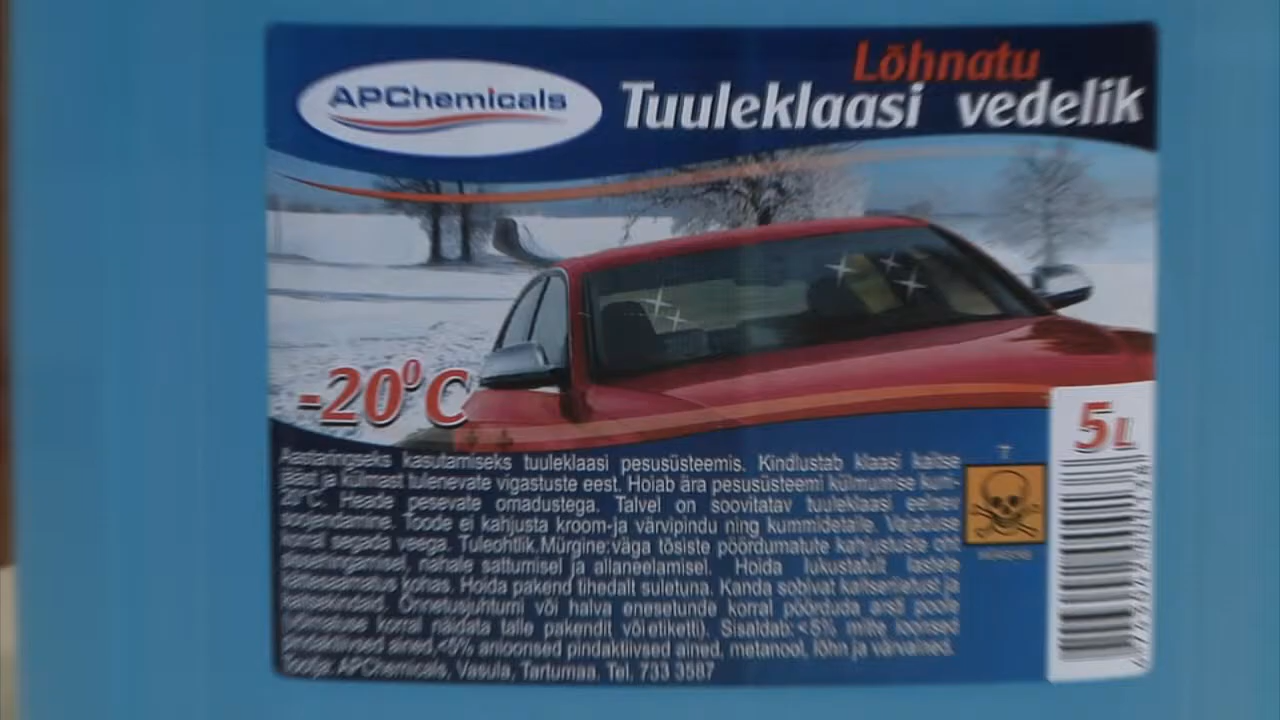 APChemicals
Lõhnatu
Tuuleklaasi vedelik
-20°C
5L
Aastaringseks kasutamiseks tuuleklaasi pesusüsteemis. Kindlustab klaasi kaitse
jääst ja külmast tulenevate vigastuste eest. Hoiab ära pesusüsteemi külmumise kuni
20°C. Heade pesevate omadustega. Talvel on soovitatav tuuleklaasi eelnev
soojendamine. Toode ei kahjusta kroom-ja värvipindu ning kummidetaile. Vajaduse
korral segada veega. Tuleohtlik.Mürgine:väga tõsiste pöördumatute kahjustuste oht
sissehingamisel, nahale sattumisel ja allaneelamisel. Hoida lukustatult lastele
kättesaamatus kohas. Hoida pakend tihedalt suletuna. Kanda sobivat kaitseriietust ja
kaitsekindaid. Õnnetusjuhtumi või halva enesetunde korral pöörduda arsti poole
(võimaluse korral näidata talle pakendit või etiketti). Sisaldab:<5% mitte ioonsed
pindaktiivsed ained,<5% anioonsed pindaktiivsed ained, metanool, lõhn ja värvained.
Tootja: APChemicals, Vasula, Tartumaa. Tel. 733 3587
T